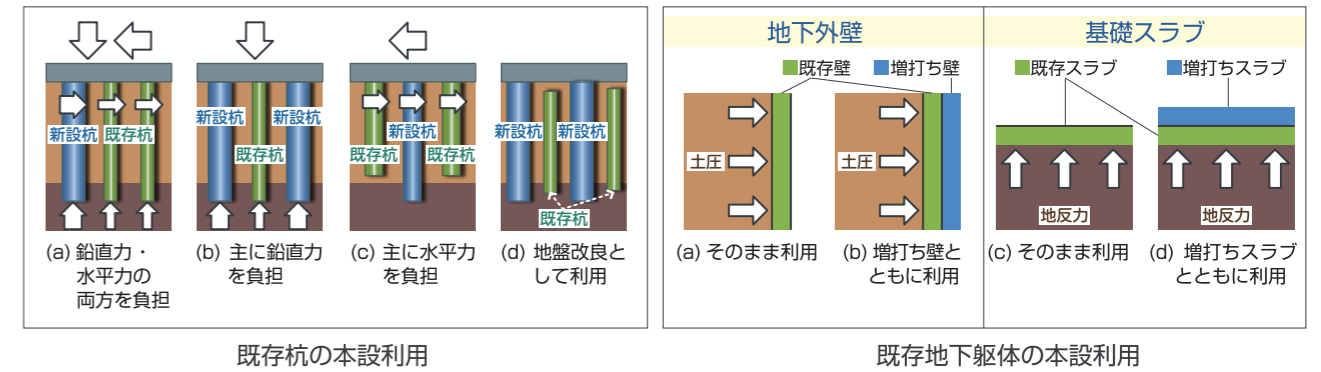 新設杭
既存杭
(a) 鉛直力・
水平力の
両方を負担
新設杭
新設杭
既存杭
(b) 主に鉛直力
を負担
新設杭
既存杭
既存杭
(c) 主に水平力
を負担
新設杭
新設杭
既存杭
(d) 地盤改良と
して利用
既存杭の本設利用
地下外壁
既存壁
増打ち壁
土圧
(a) そのまま利用
土圧
(b) 増打ち壁と
ともに利用
基礎スラブ
既存スラブ
増打ちスラブ
地反力
(c) そのまま利用
地反力
(d) 増打ちスラブ
とともに利用
既存地下躯体の本設利用